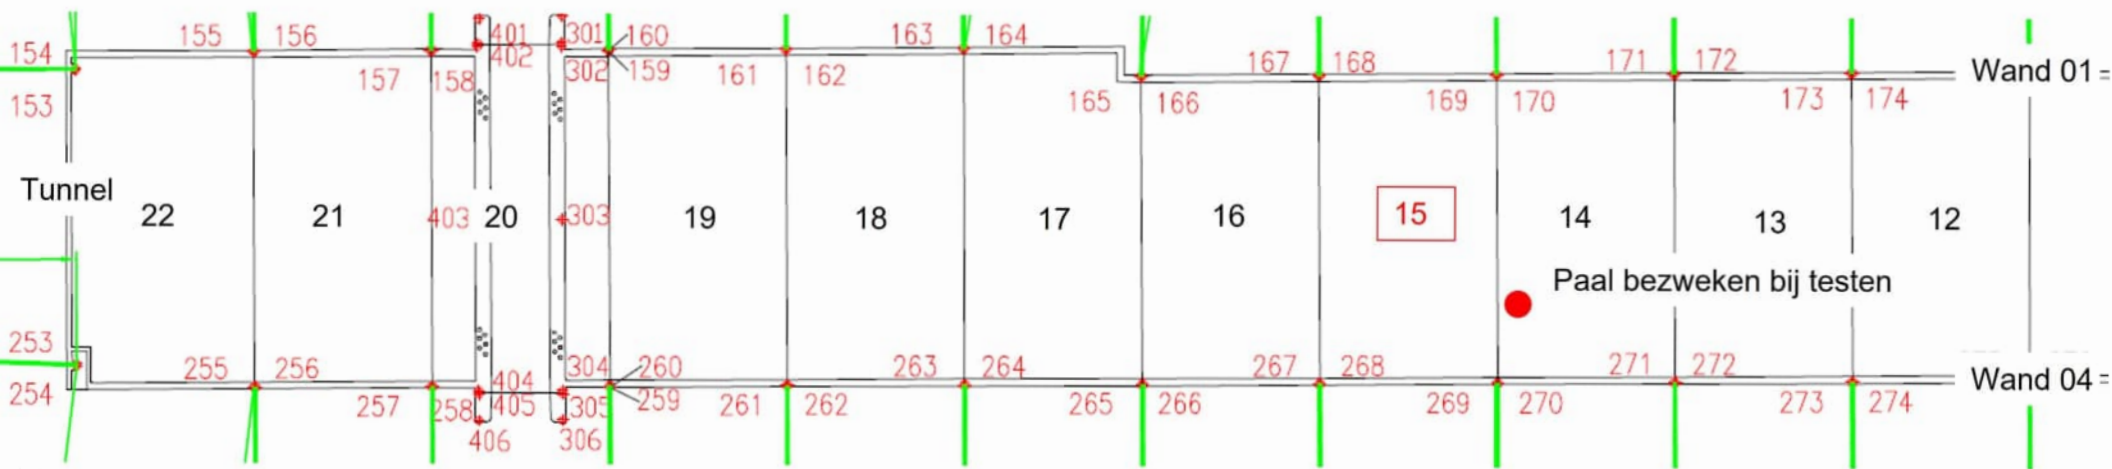 155 156 401 301 160 163 164
154 402 167 168 171 172
157 158 302 159 161 162 Wand 01 =
153 165 166 169 170 173 174
Tunnel
22 21 403 20 303 19 18 17 16 15 14 13 12
Paal bezweken bij testen
253 255 256 404 304 260 263 264 267 268 271 272
254 257 258 405 305 259 261 262 265 266 269 270 273 274 Wand 04 =
406 306